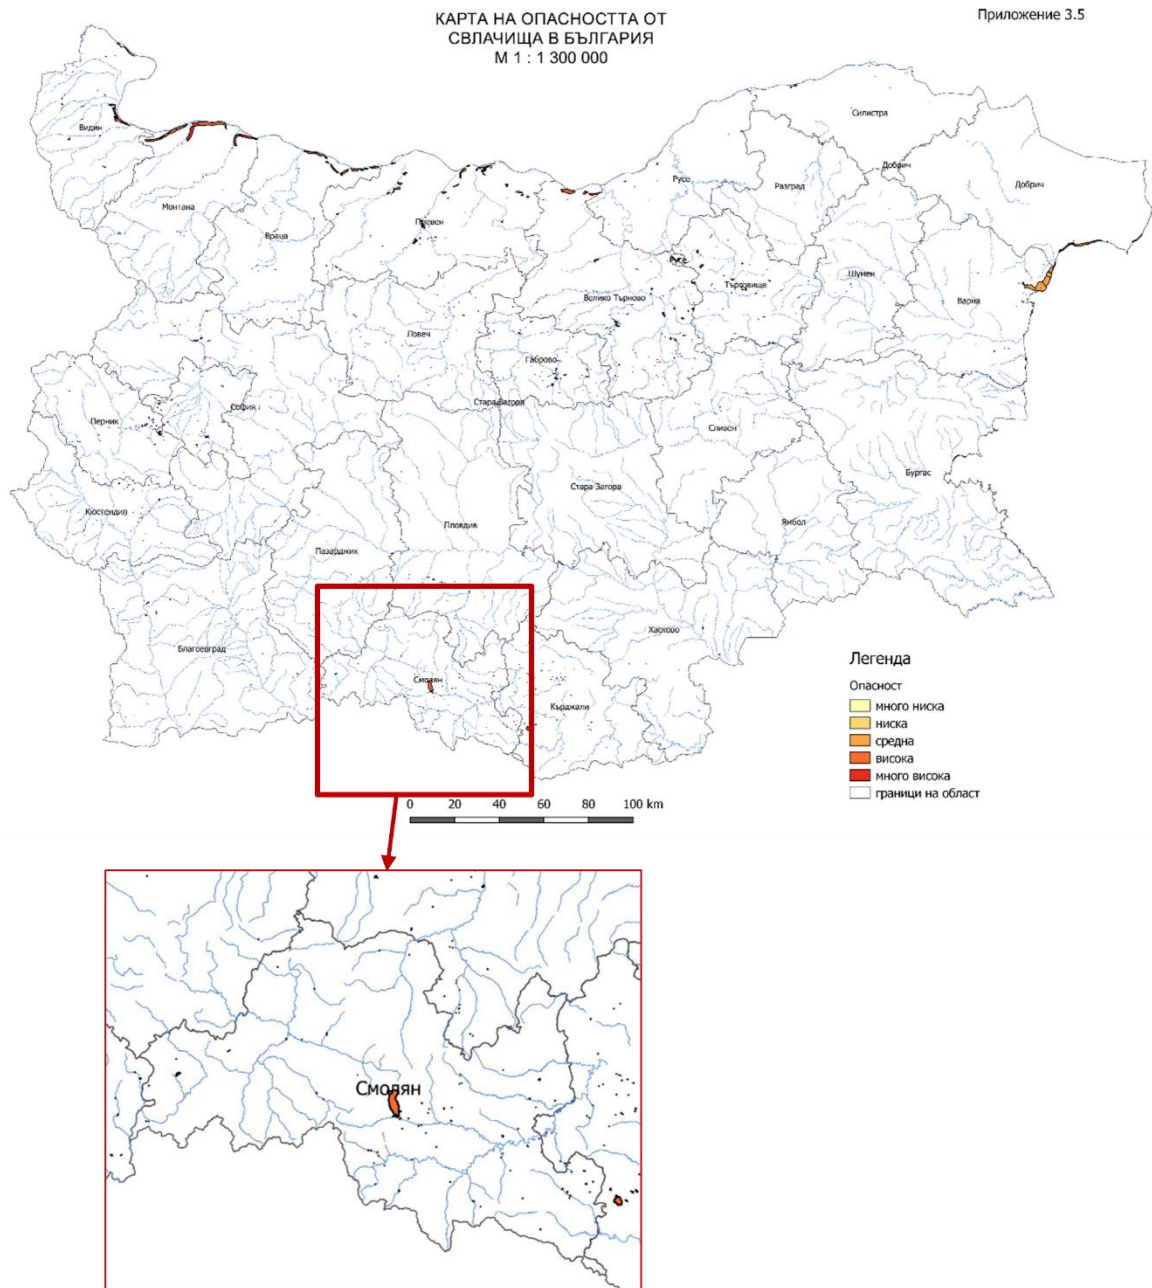 КАРТА НА ОПАСНОСТТА ОТ
СВЛАЧИЩА В БЪЛГАРИЯ
М 1 : 1 300 000
Приложение 3.5
Силистра
Видин
Добрич
Русе
Разград
Добрич
Монтана
Плевен
Враца
Русе
Шумен
Търговище
Велико Търново
Варна
Ловеч
Габрово
Стара Загора
София
Перник
Сливен
Бургас
Стара Загора
Кюстендил
Ямбол
Пловдив
Пазарджик
Хасково
Благоевград
Смолян
Кърджали
Легенда
Опасност
много ниска
ниска
средна
висока
много висока
граници на област
0 20 40 60 80 100 km
Смолян